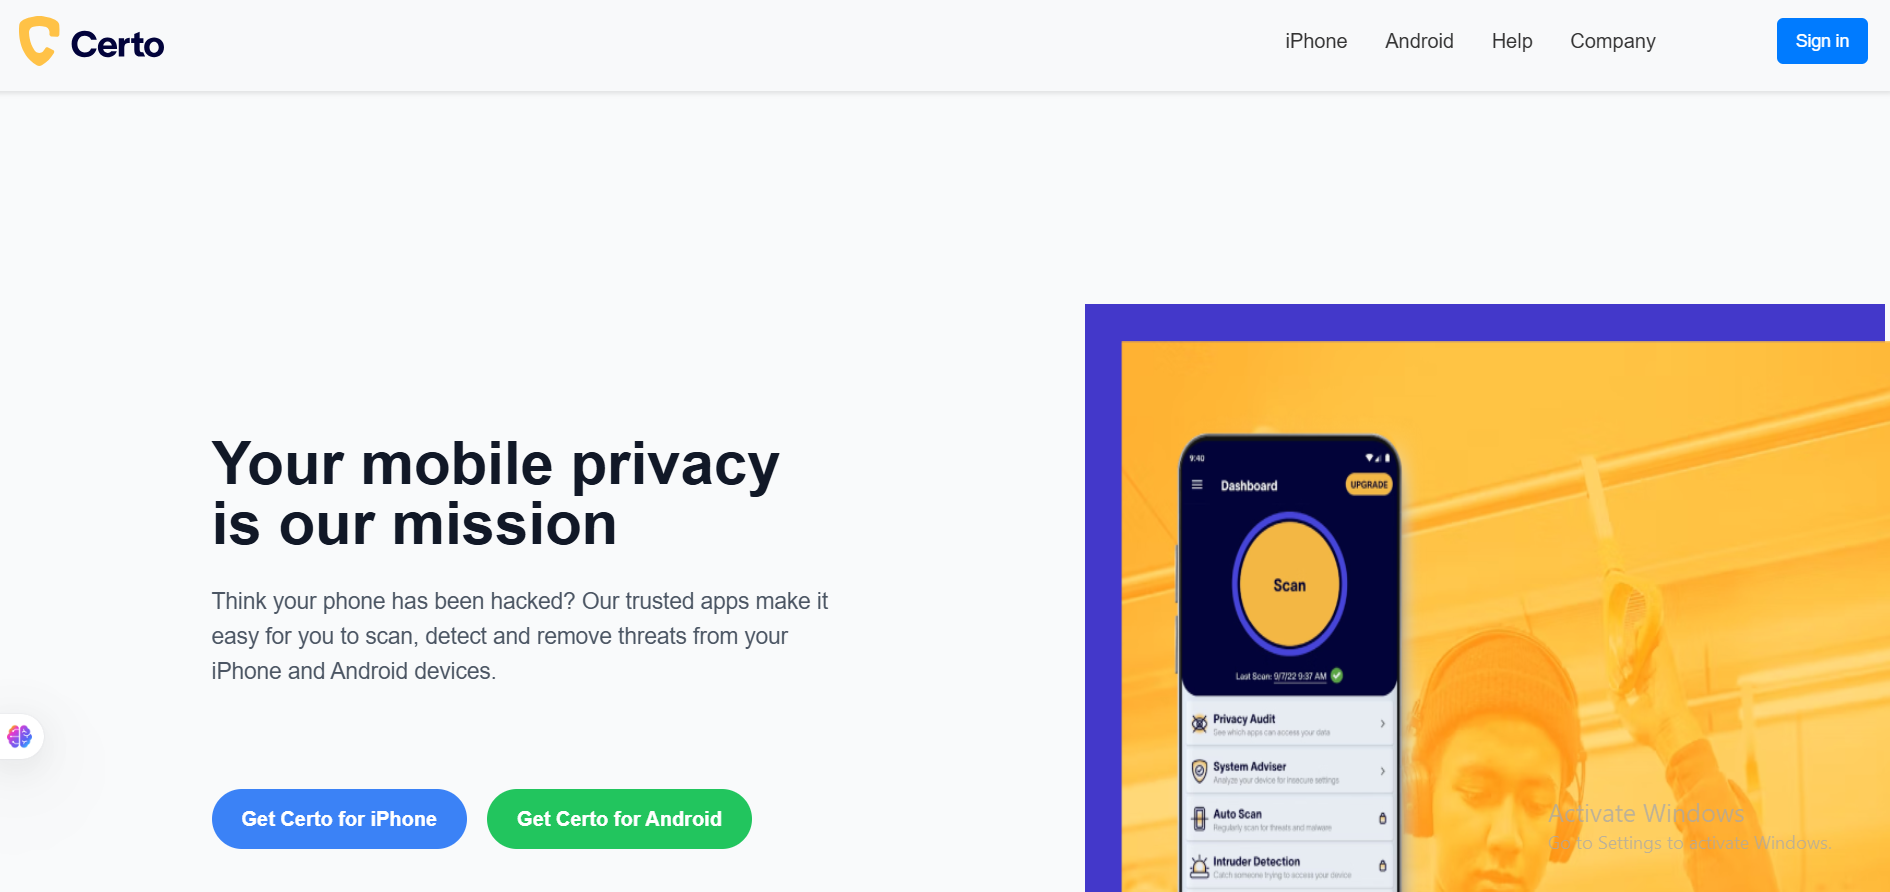 Certo
iPhone
Android
Help
Company
Sign in
Your mobile privacy
is our mission
Think your phone has been hacked? Our trusted apps make it
easy for you to scan, detect and remove threats from your
iPhone and Android devices.
Get Certo for iPhone
Get Certo for Android
9:40
Dashboard
UPGRADE
Scan
Last Scan: 9/7/22 9:37 AM
Privacy Audit
See which apps can access your data
System Adviser
Analyze your device for insecure settings
Auto Scan
Regularly scan for threats and malware
Intruder Detection
Catch someone trying to access your device
Activate Windows
Go to Settings to activate Windows.